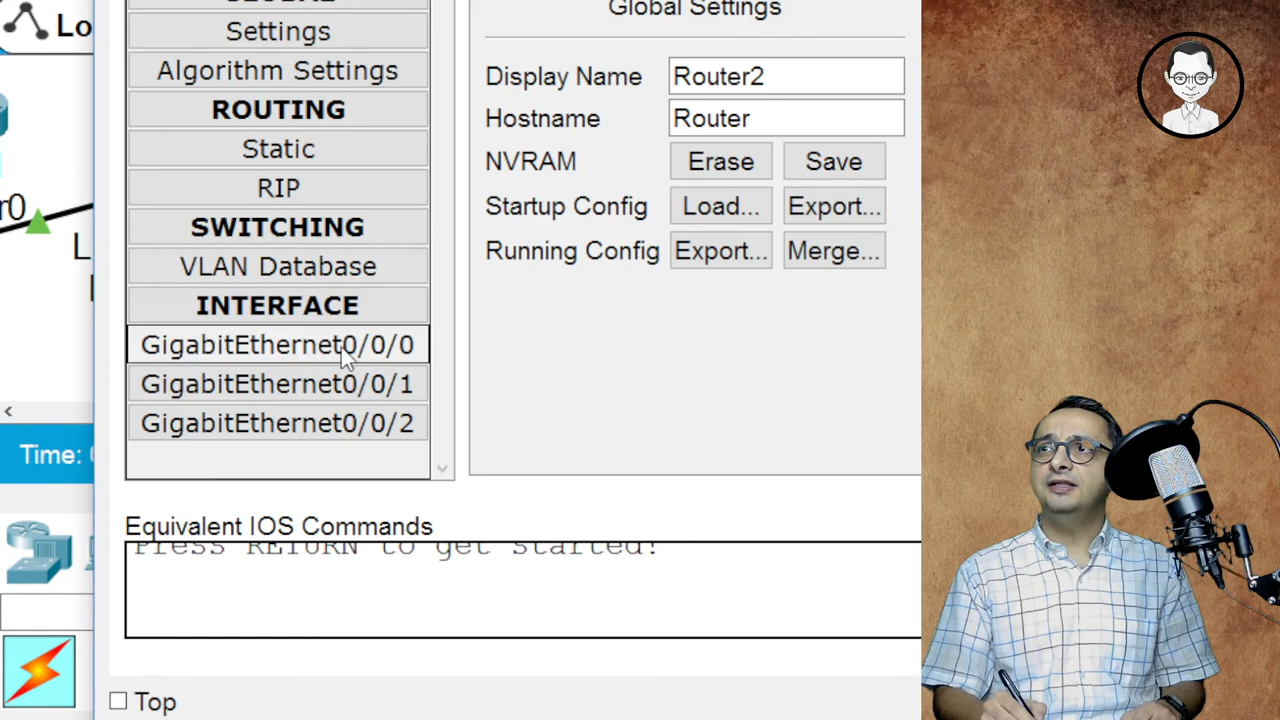 Lo
r0
L
GLOBAL
Settings
Algorithm Settings
ROUTING
Static
RIP
SWITCHING
VLAN Database
INTERFACE
GigabitEthernet0/0/0
GigabitEthernet0/0/1
GigabitEthernet0/0/2
Global Settings
Display Name Router2
Hostname Router
NVRAM Erase Save
Startup Config Load... Export...
Running Config Export... Merge...
<
Time:
Equivalent IOS Commands
Press RETURN to get started!
Top